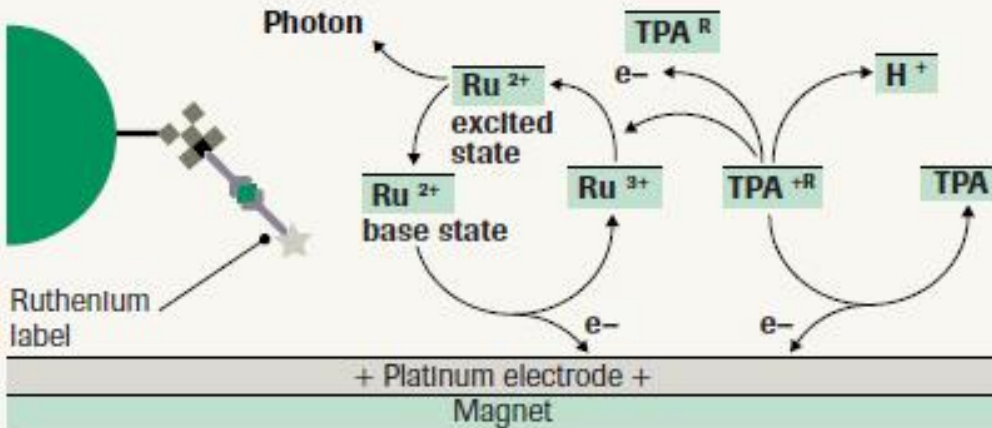 Photon
TPA ᴿ
e–
H ⁺
Ru ²⁺
excited
state
Ru ²⁺
base state
Ru ³⁺
TPA ⁺ᴿ
TPA
Ruthenium
label
e–
e–
+ Platinum electrode +
Magnet